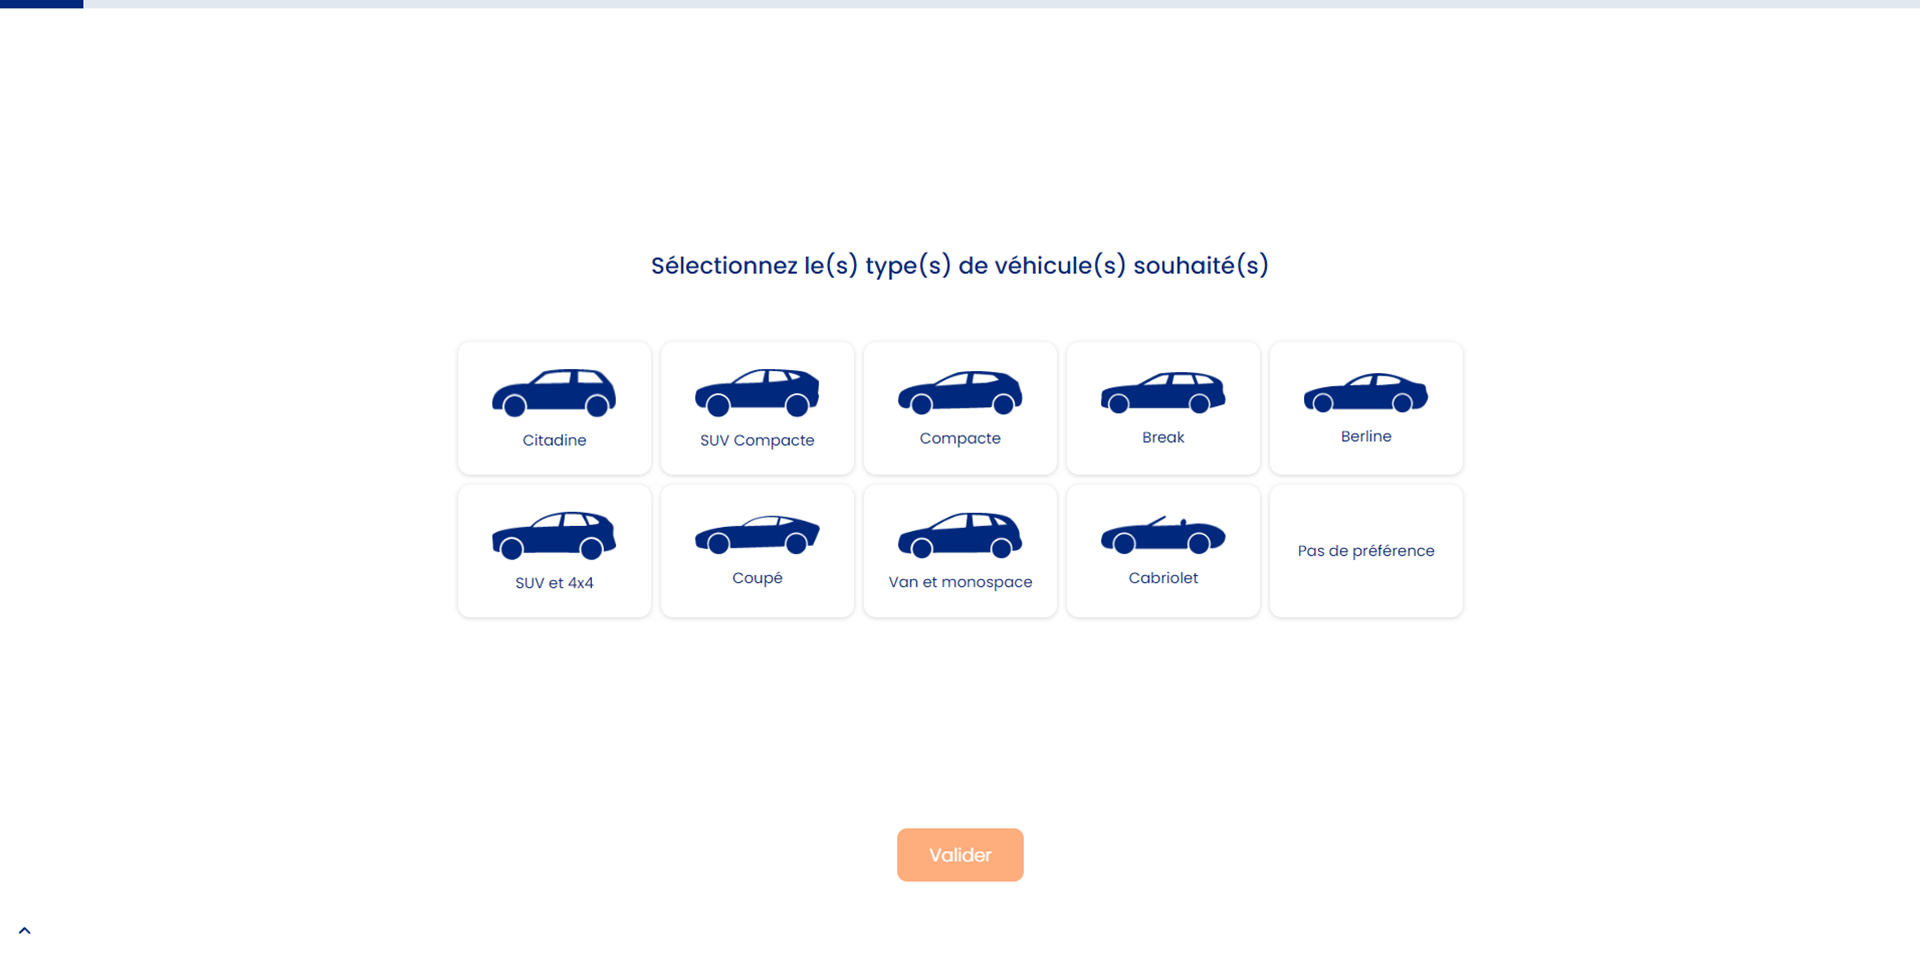 Sélectionnez le(s) type(s) de véhicule(s) souhaité(s)
Citadine
SUV Compacte
Compacte
Break
Berline
SUV et 4x4
Coupé
Van et monospace
Cabriolet
Pas de préférence
Valider